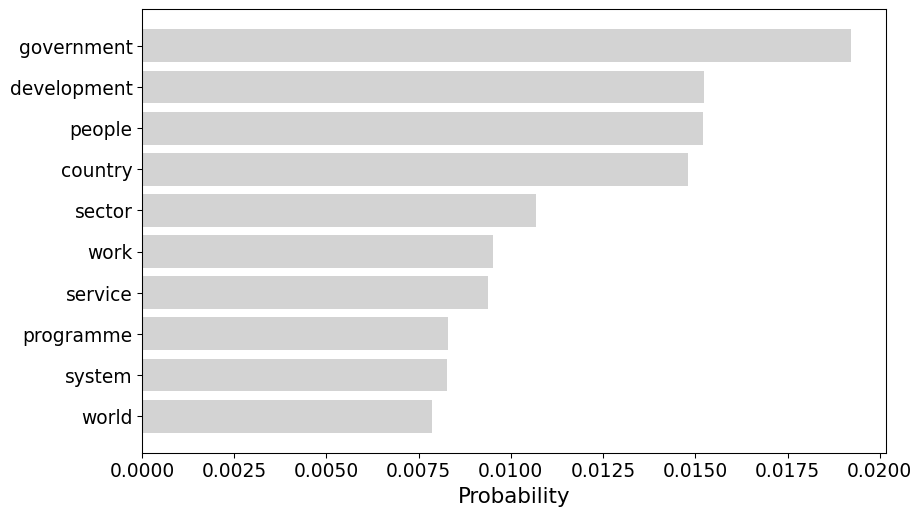 government
development
people
country
sector
work
service
programme
system
world
0.0000 0.0025 0.0050 0.0075 0.0100 0.0125 0.0150 0.0175 0.0200
Probability